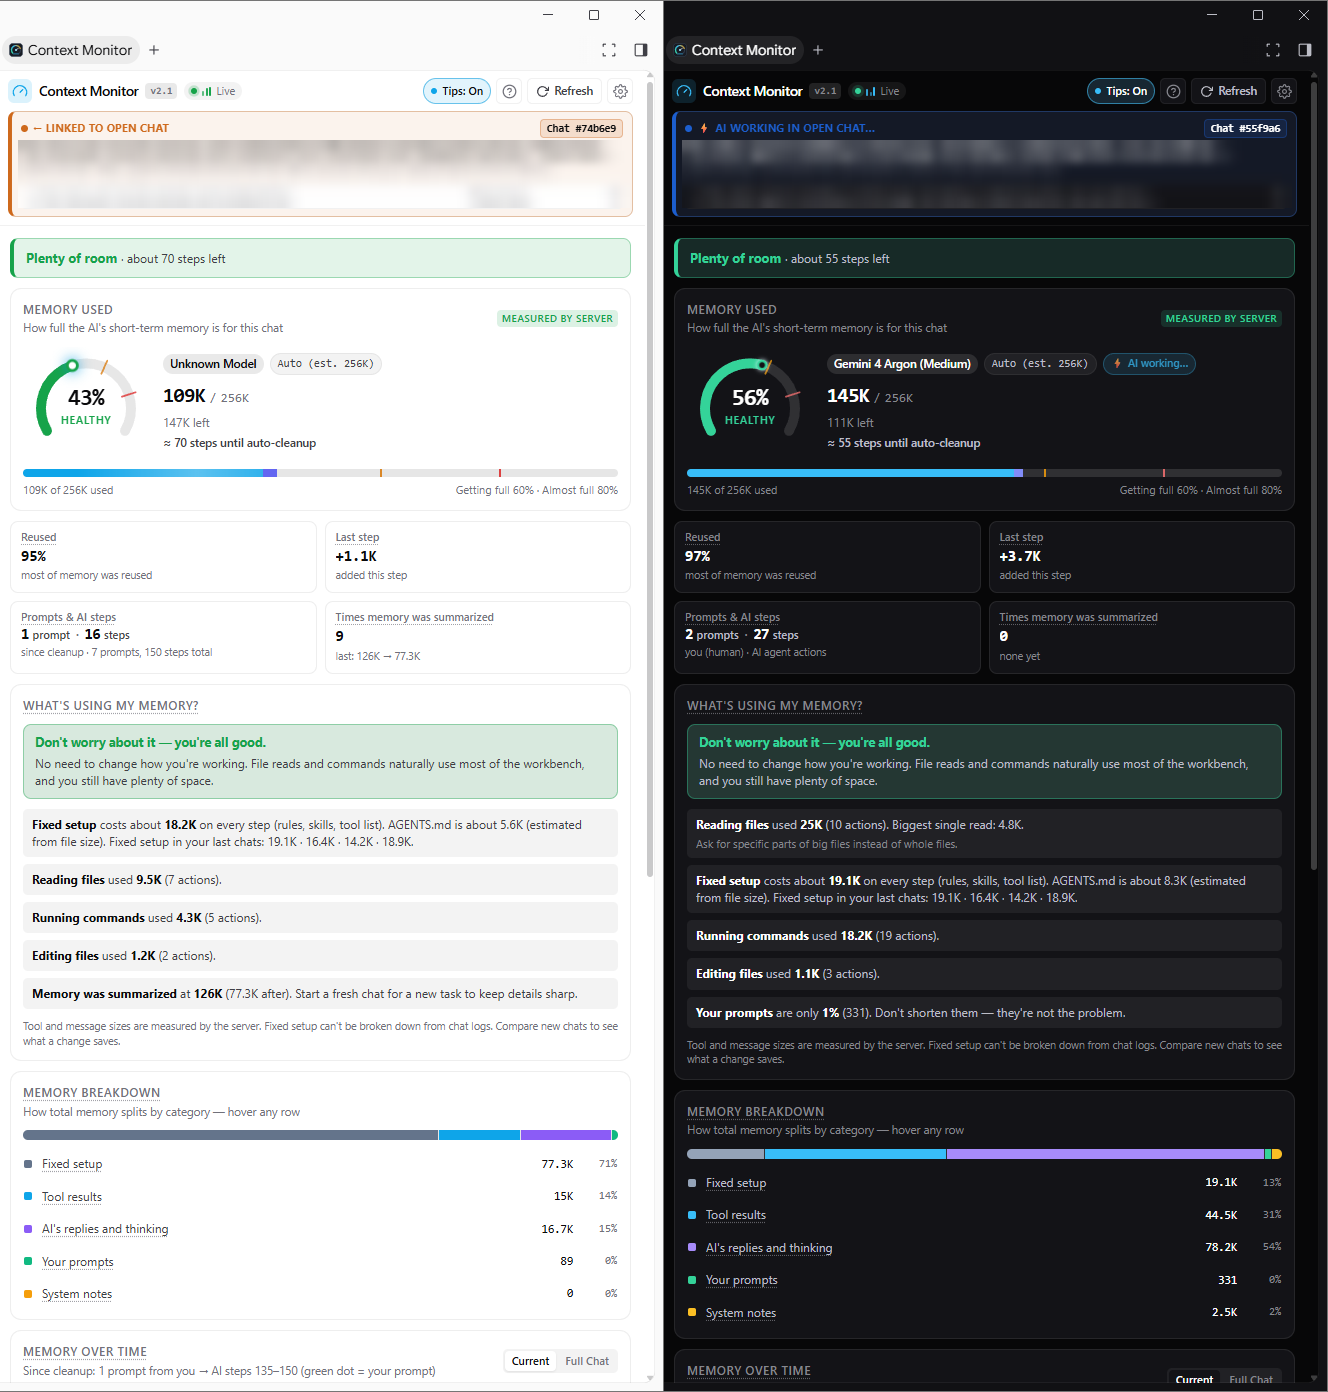 Context Monitor
Context Monitor v2.1 Live Tips: On Refresh
← LINKED TO OPEN CHAT Chat #74b6e9
Plenty of room · about 70 steps left
MEMORY USED
How full the AI's short-term memory is for this chat
MEASURED BY SERVER
43%
HEALTHY
Unknown Model Auto (est. 256K)
109K / 256K
147K left
≈ 70 steps until auto-cleanup
109K of 256K used Getting full 60% · Almost full 80%
Reused
95%
most of memory was reused
Last step
+1.1K
added this step
Prompts & AI steps
1 prompt · 16 steps
since cleanup · 7 prompts, 150 steps total
Times memory was summarized
9
last: 126K → 77.3K
WHAT'S USING MY MEMORY?
Don't worry about it — you're all good.
No need to change how you're working. File reads and commands naturally use most of the workbench,
and you still have plenty of space.
Fixed setup costs about 18.2K on every step (rules, skills, tool list). AGENTS.md is about 5.6K (estimated
from file size). Fixed setup in your last chats: 19.1K · 16.4K · 14.2K · 18.9K.
Reading files used 9.5K (7 actions).
Running commands used 4.3K (5 actions).
Editing files used 1.2K (2 actions).
Memory was summarized at 126K (77.3K after). Start a fresh chat for a new task to keep details sharp.
Tool and message sizes are measured by the server. Fixed setup can't be broken down from chat logs. Compare new chats to see
what a change saves.
MEMORY BREAKDOWN
How total memory splits by category — hover any row
Fixed setup 77.3K 71%
Tool results 15K 14%
AI's replies and thinking 16.7K 15%
Your prompts 89 0%
System notes 0 0%
MEMORY OVER TIME
Since cleanup: 1 prompt from you → AI steps 135–150 (green dot = your prompt)
Current Full Chat
Context Monitor
Context Monitor v2.1 Live Tips: On Refresh
AI WORKING IN OPEN CHAT... Chat #55f9a6
Plenty of room · about 55 steps left
MEMORY USED
How full the AI's short-term memory is for this chat
MEASURED BY SERVER
56%
HEALTHY
Gemini 4 Argon (Medium) Auto (est. 256K) AI working...
145K / 256K
111K left
≈ 55 steps until auto-cleanup
145K of 256K used Getting full 60% · Almost full 80%
Reused
97%
most of memory was reused
Last step
+3.7K
added this step
Prompts & AI steps
2 prompts · 27 steps
you (human) · AI agent actions
Times memory was summarized
0
none yet
WHAT'S USING MY MEMORY?
Don't worry about it — you're all good.
No need to change how you're working. File reads and commands naturally use most of the workbench,
and you still have plenty of space.
Reading files used 25K (10 actions). Biggest single read: 4.8K.
Ask for specific parts of big files instead of whole files.
Fixed setup costs about 19.1K on every step (rules, skills, tool list). AGENTS.md is about 8.3K (estimated
from file size). Fixed setup in your last chats: 19.1K · 16.4K · 14.2K · 18.9K.
Running commands used 18.2K (19 actions).
Editing files used 1.1K (3 actions).
Your prompts are only 1% (331). Don't shorten them — they're not the problem.
Tool and message sizes are measured by the server. Fixed setup can't be broken down from chat logs. Compare new chats to see
what a change saves.
MEMORY BREAKDOWN
How total memory splits by category — hover any row
Fixed setup 19.1K 13%
Tool results 44.5K 31%
AI's replies and thinking 78.2K 54%
Your prompts 331 0%
System notes 2.5K 2%
MEMORY OVER TIME
Current Full Chat